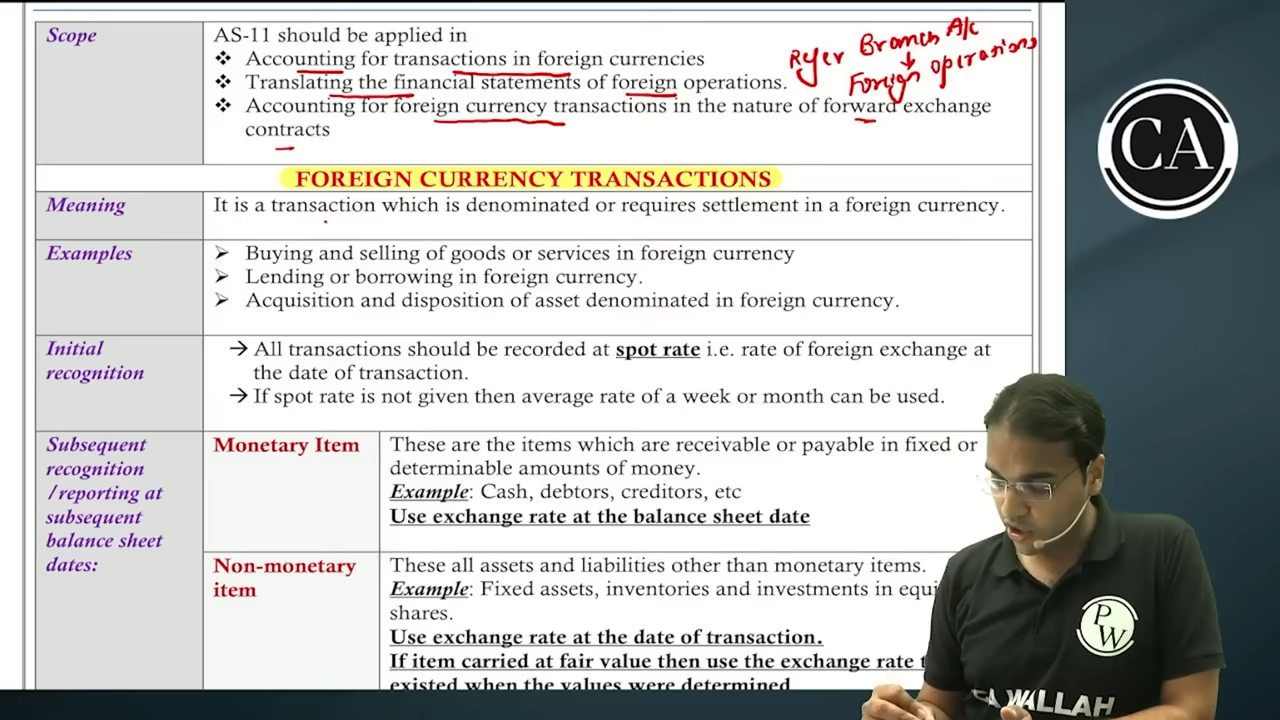 Scope
AS-11 should be applied in
❖ Accounting for transactions in foreign currencies
❖ Translating the financial statements of foreign operations.
❖ Accounting for foreign currency transactions in the nature of forward exchange
contracts
Refer Branch A/c
↓
Foreign operations
FOREIGN CURRENCY TRANSACTIONS
Meaning
It is a transaction which is denominated or requires settlement in a foreign currency.
Examples
➢ Buying and selling of goods or services in foreign currency
➢ Lending or borrowing in foreign currency.
➢ Acquisition and disposition of asset denominated in foreign currency.
Initial
recognition
→ All transactions should be recorded at spot rate i.e. rate of foreign exchange at
the date of transaction.
→ If spot rate is not given then average rate of a week or month can be used.
Subsequent
recognition
/reporting at
subsequent
balance sheet
dates:
Monetary Item
These are the items which are receivable or payable in fixed or
determinable amounts of money.
Example: Cash, debtors, creditors, etc
Use exchange rate at the balance sheet date
Non-monetary
item
These all assets and liabilities other than monetary items.
Example: Fixed assets, inventories and investments in equi
shares.
Use exchange rate at the date of transaction.
If item carried at fair value then use the exchange rate t
existed when the values were determined
CA
P
W
WALLAH